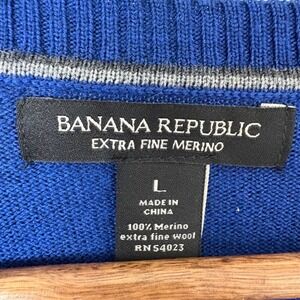 BANANA REPUBLIC
EXTRA FINE MERINO
L
MADE IN
CHINA
100% Merino
extra fine wool
RN 54023